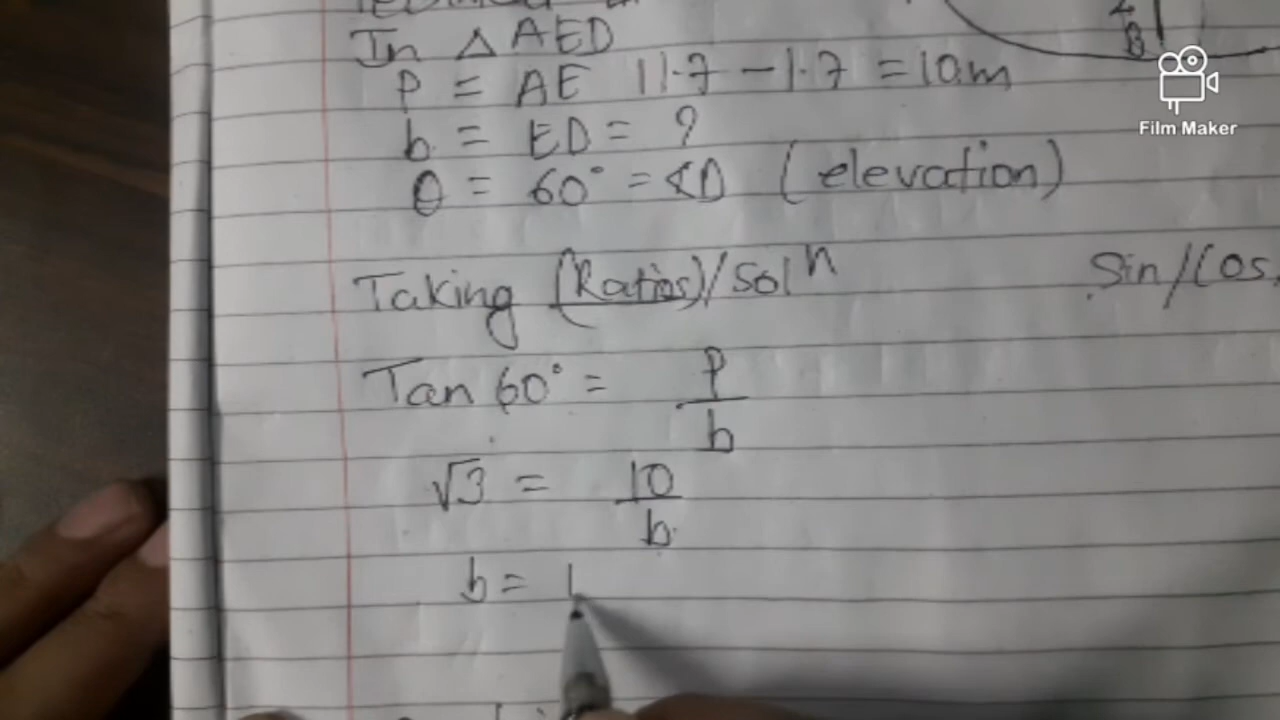 In △ AED
P = AE 11.7 - 1.7 = 10m
b = ED = ?
θ = 60° = ∢D (elevation)
Taking (Ratios)/Solⁿ
Sin/Cos
Tan 60° = P/b
√3 = 10/b
b = 1
Film Maker